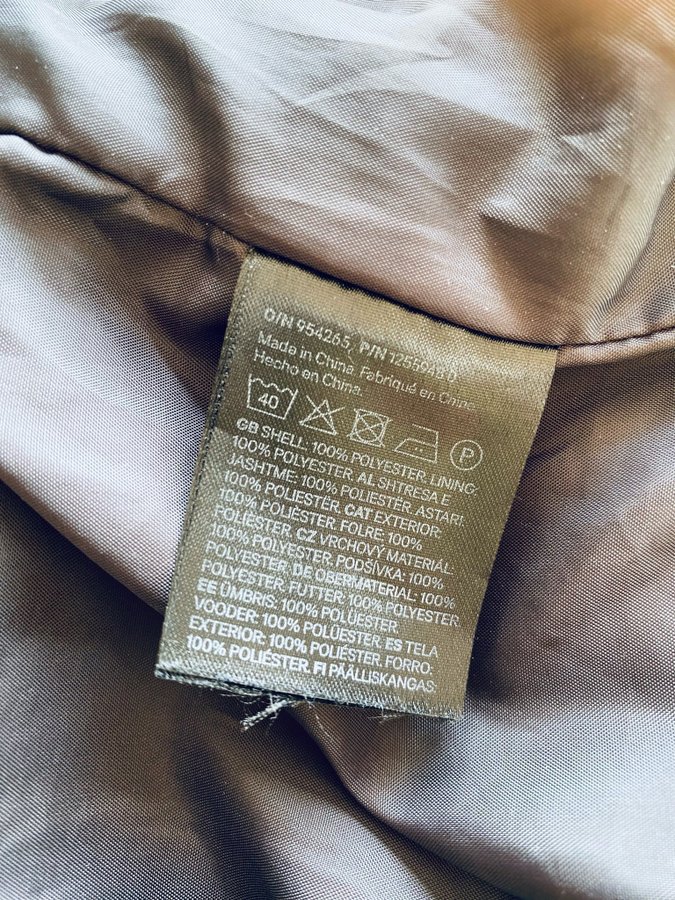 O/N 954265, P/N
Made in China. Fabriqué en Chine.
Hecho en China.
40 P
GB SHELL: 100% POLYESTER. LINING:
100% POLYESTER. AL SHTRESA E
JASHTME: 100% POLIESTËR. ASTARI:
100% POLIESTËR. CAT EXTERIOR:
POLIÈSTER. FOLRE: 100%
POLIÈSTER. CZ VRCHOVÝ MATERIÁL:
100% POLYESTER. PODŠÍVKA: 100%
POLYESTER. DE OBERMATERIAL: 100%
POLYESTER. FUTTER: 100% POLYESTER.
EE ÜMBRIS: 100% POLÜESTER.
VOODER: 100% POLÜESTER. ES TELA
EXTERIOR: 100% POLIÉSTER. FORRO:
100% POLIÉSTER. FI PÄÄLLISKANGAS: